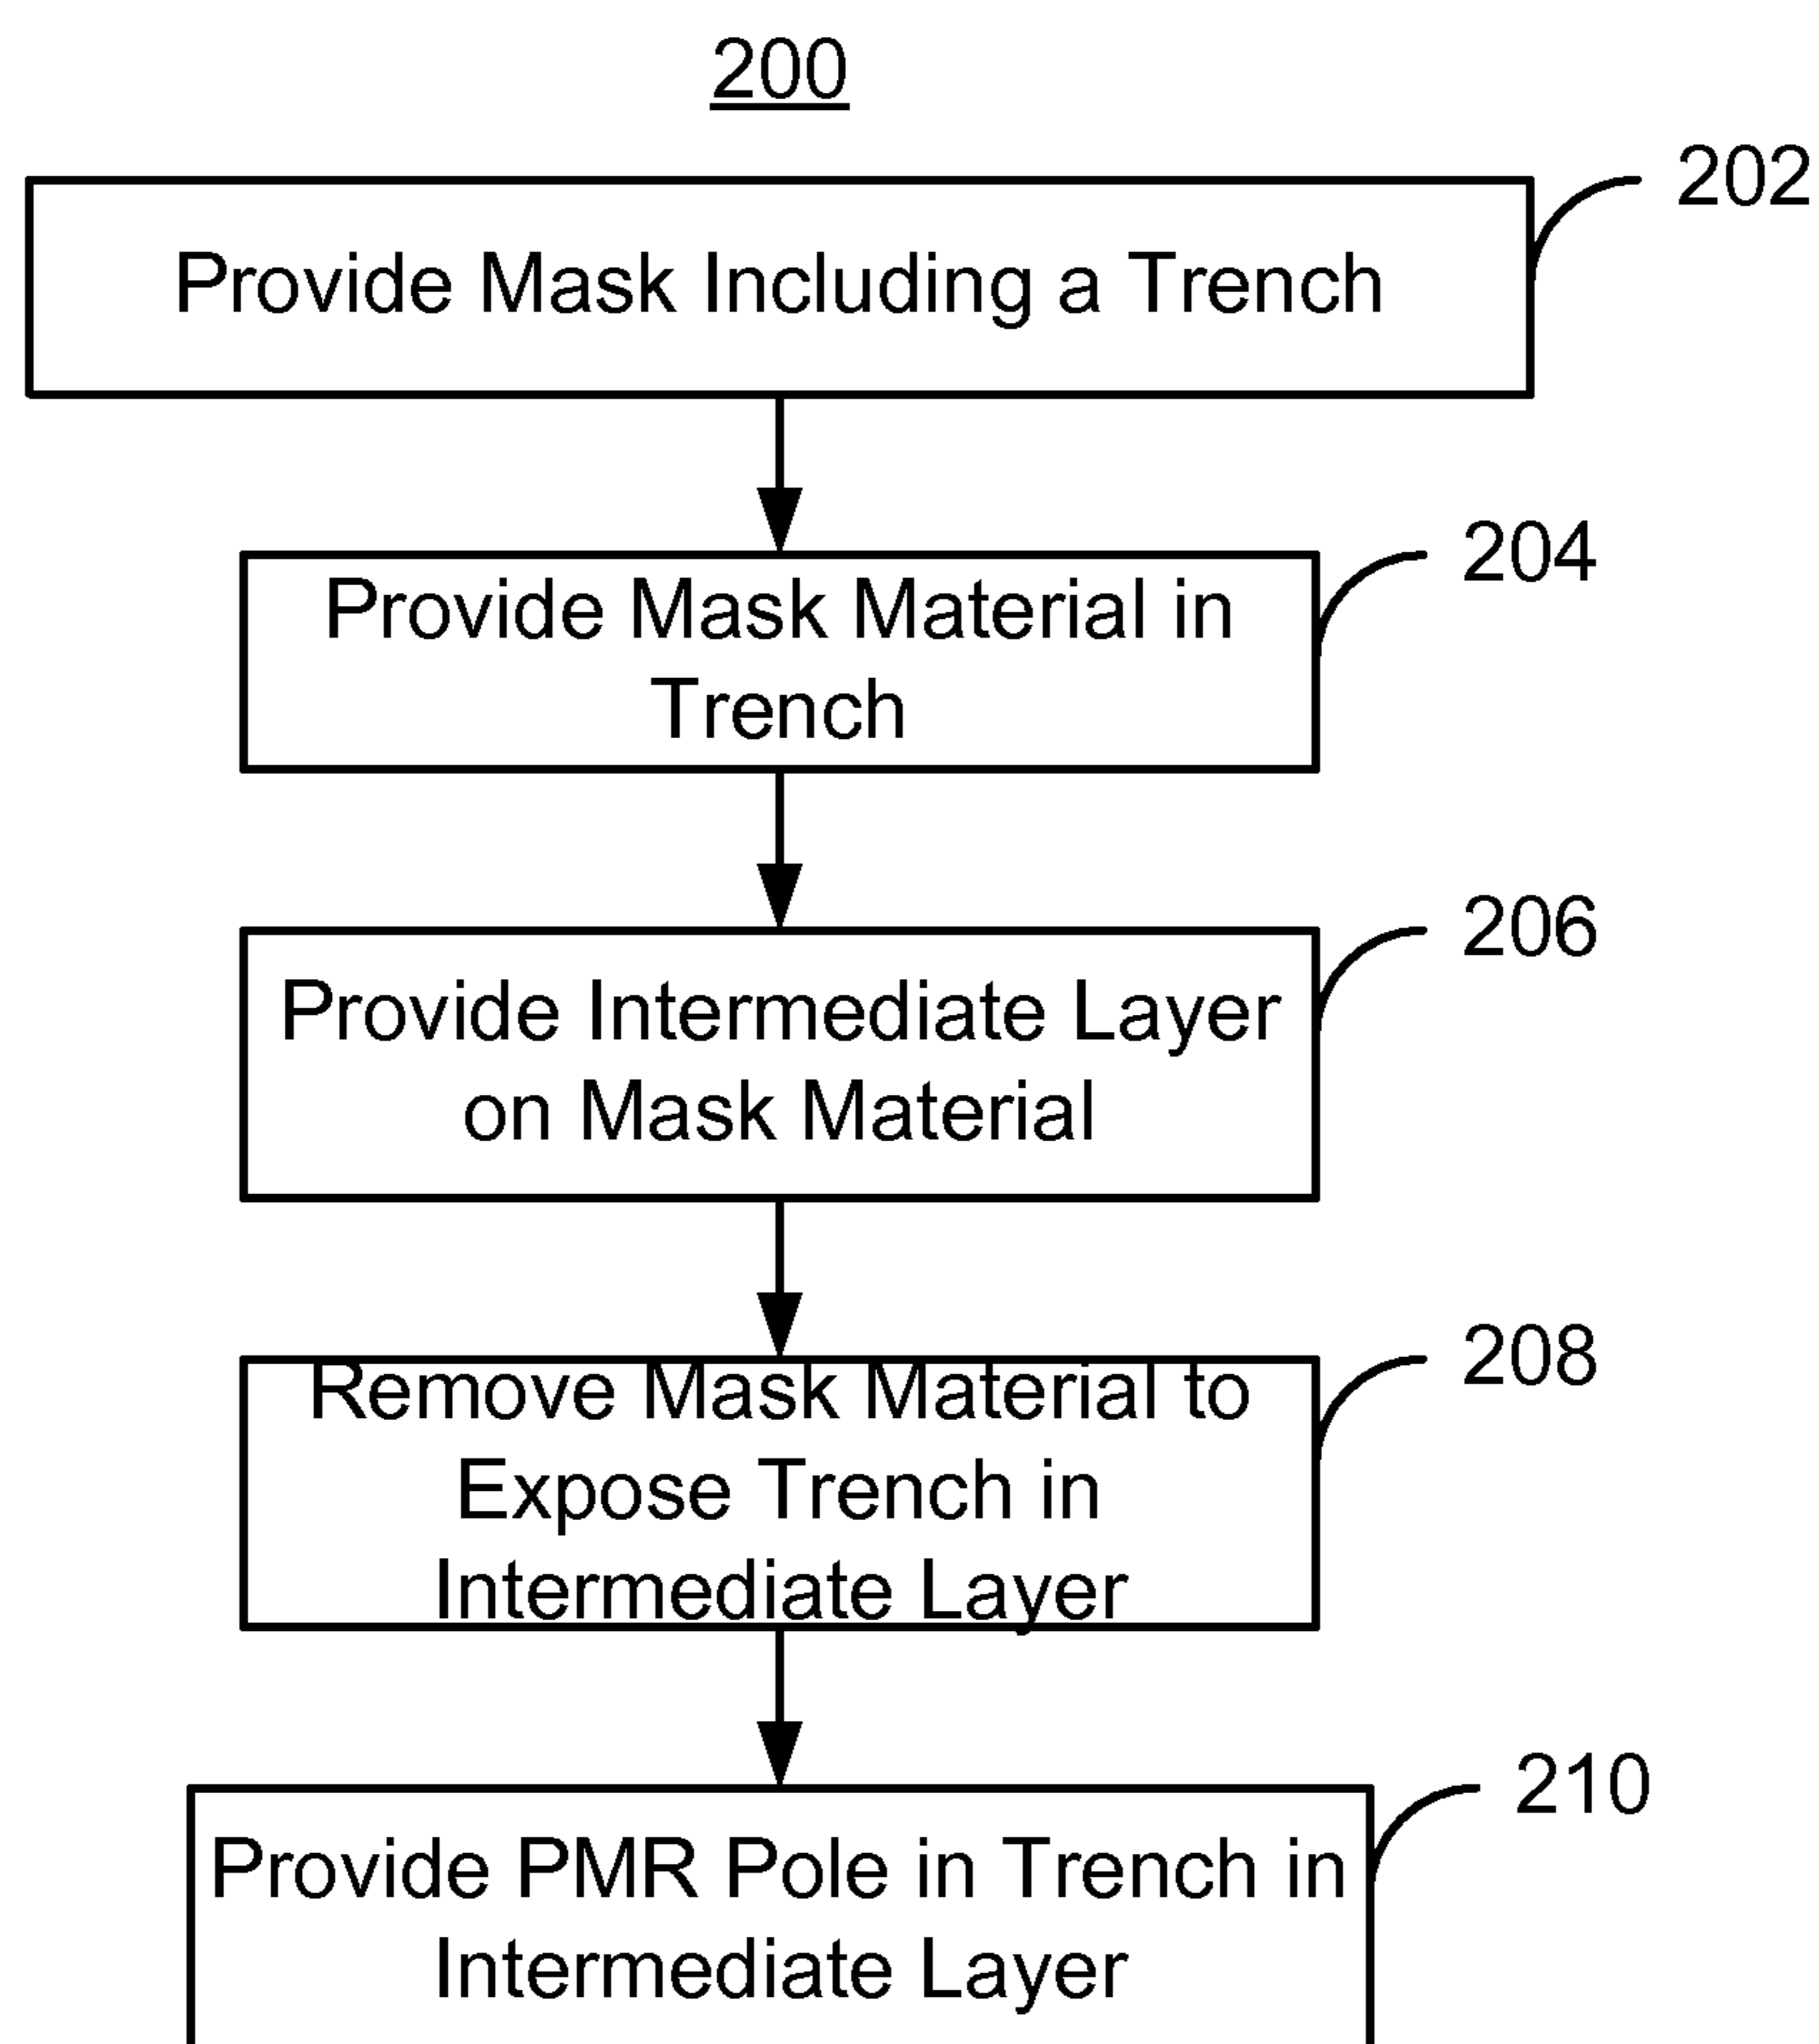 200
202
Provide Mask Including a Trench
204
Provide Mask Material in
Trench
206
Provide Intermediate Layer
on Mask Material
208
Remove Mask Material to
Expose Trench in
Intermediate Layer
210
Provide PMR Pole in Trench in
Intermediate Layer